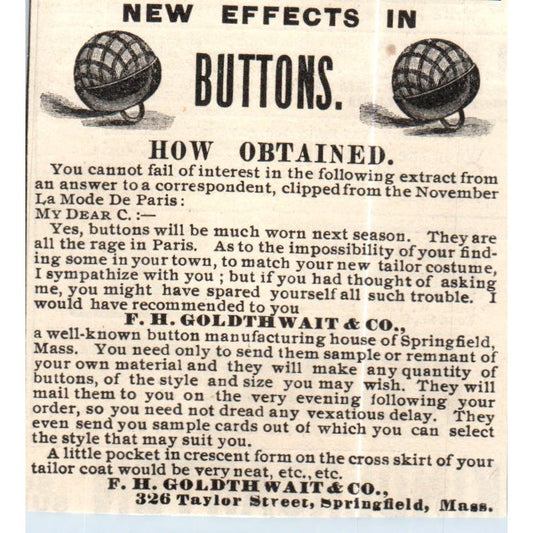 NEW EFFECTS IN
BUTTONS.
HOW OBTAINED.
You cannot fail of interest in the following extract from
an answer to a correspondent, clipped from the November
La Mode De Paris:
MY DEAR C. :—
Yes, buttons will be much worn next season. They are
all the rage in Paris. As to the impossibility of your find-
ing some in your town, to match your new tailor costume,
I sympathize with you; but if you had thought of asking
me, you might have spared yourself all such trouble. I
would have recommended to you
F. H. GOLDTHWAIT & CO.,
a well-known button manufacturing house of Springfield,
Mass. You need only to send them sample or remnant of
your own material and they will make any quantity of
buttons, of the style and size you may wish. They will
mail them to you on the very evening following your
order, so you need not dread any vexatious delay. They
even send you sample cards out of which you can select
the style that may suit you.
A little pocket in crescent form on the cross skirt of your
tailor coat would be very neat, etc., etc.
F. H. GOLDTHWAIT & CO.,
326 Taylor Street, Springfield, Mass.